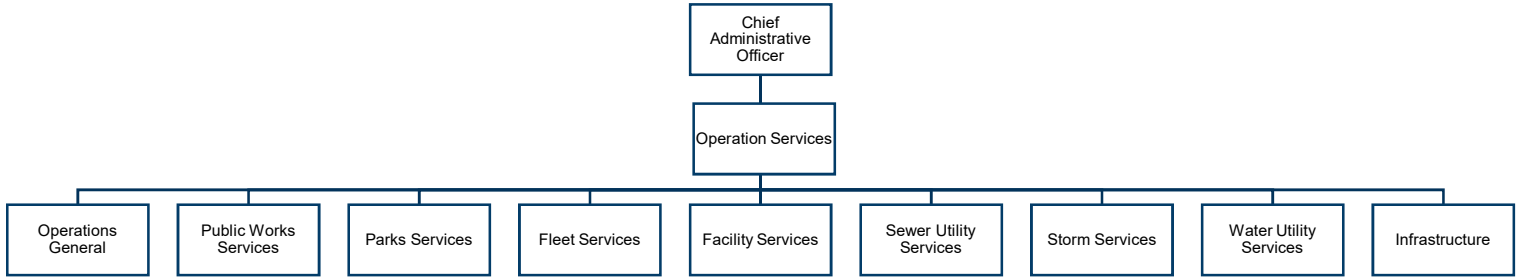 Chief
Administrative
Officer
Operation Services
Operations
General
Public Works
Services
Parks Services
Fleet Services
Facility Services
Sewer Utility
Services
Storm Services
Water Utility
Services
Infrastructure